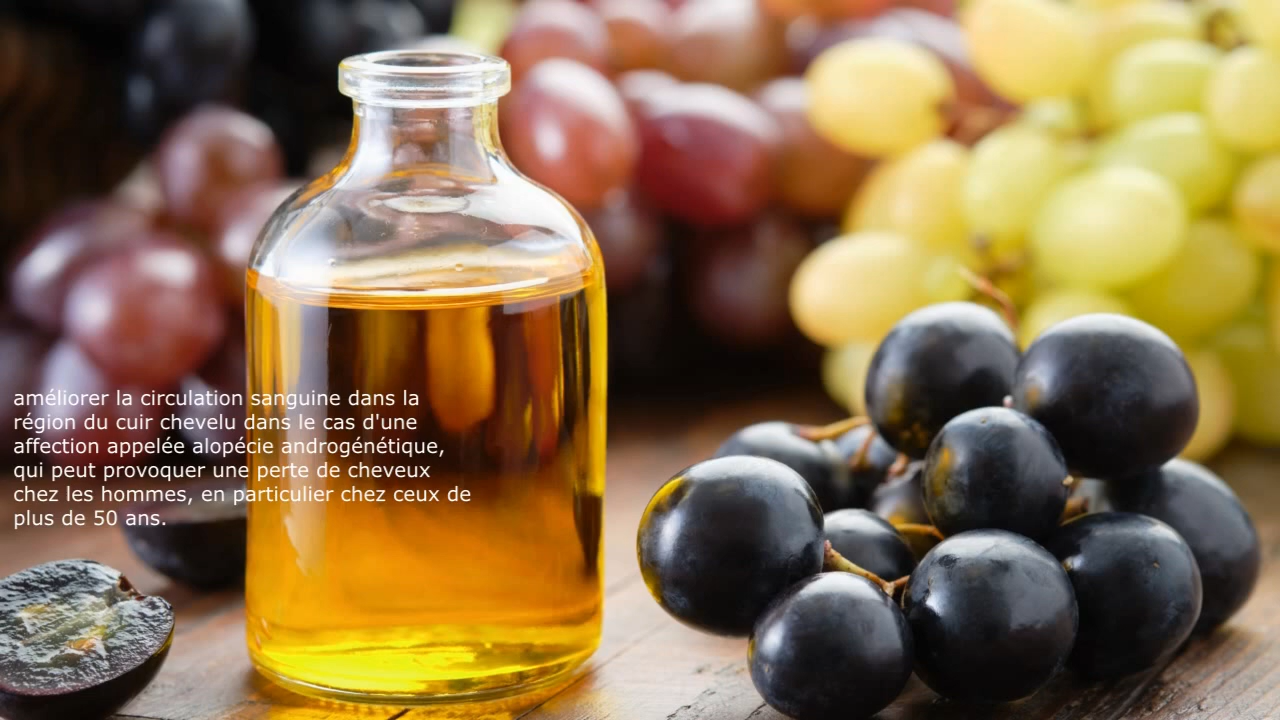 améliorer la circulation sanguine dans la
région du cuir chevelu dans le cas d'une
affection appelée alopécie androgénétique,
qui peut provoquer une perte de cheveux
chez les hommes, en particulier chez ceux de
plus de 50 ans.